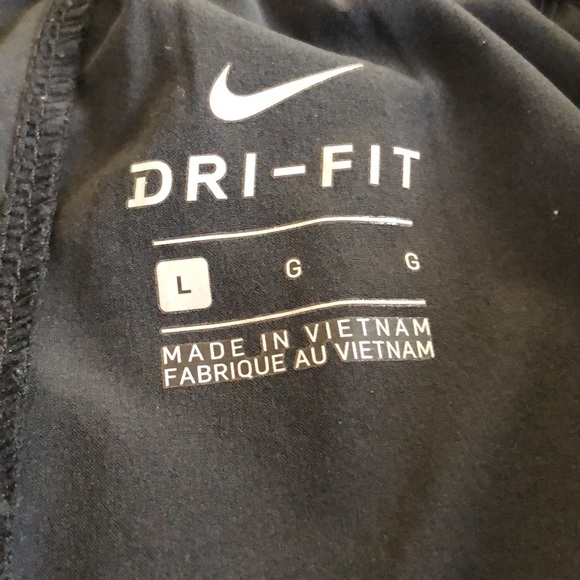 DRI-FIT
L G G
MADE IN VIETNAM
FABRIQUE AU VIETNAM